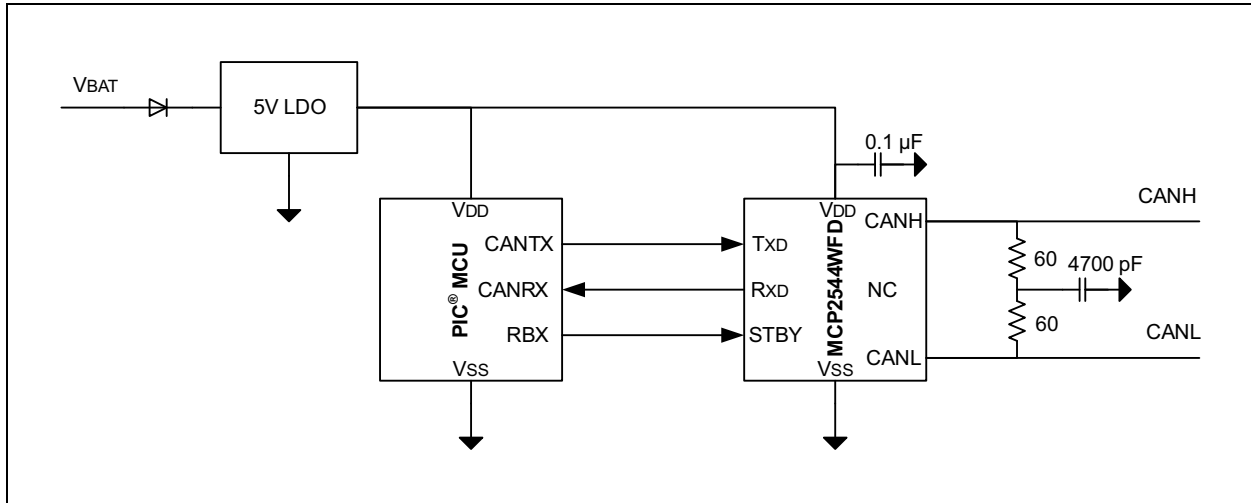 VBAT
5V LDO
0.1 µF
VDD
CANTX
CANRX
RBX
VSS
PIC® MCU
VDD
TXD
RXD
STBY
VSS
MCP2544WFD
CANH
NC
CANL
CANH
60
4700 pF
60
CANL